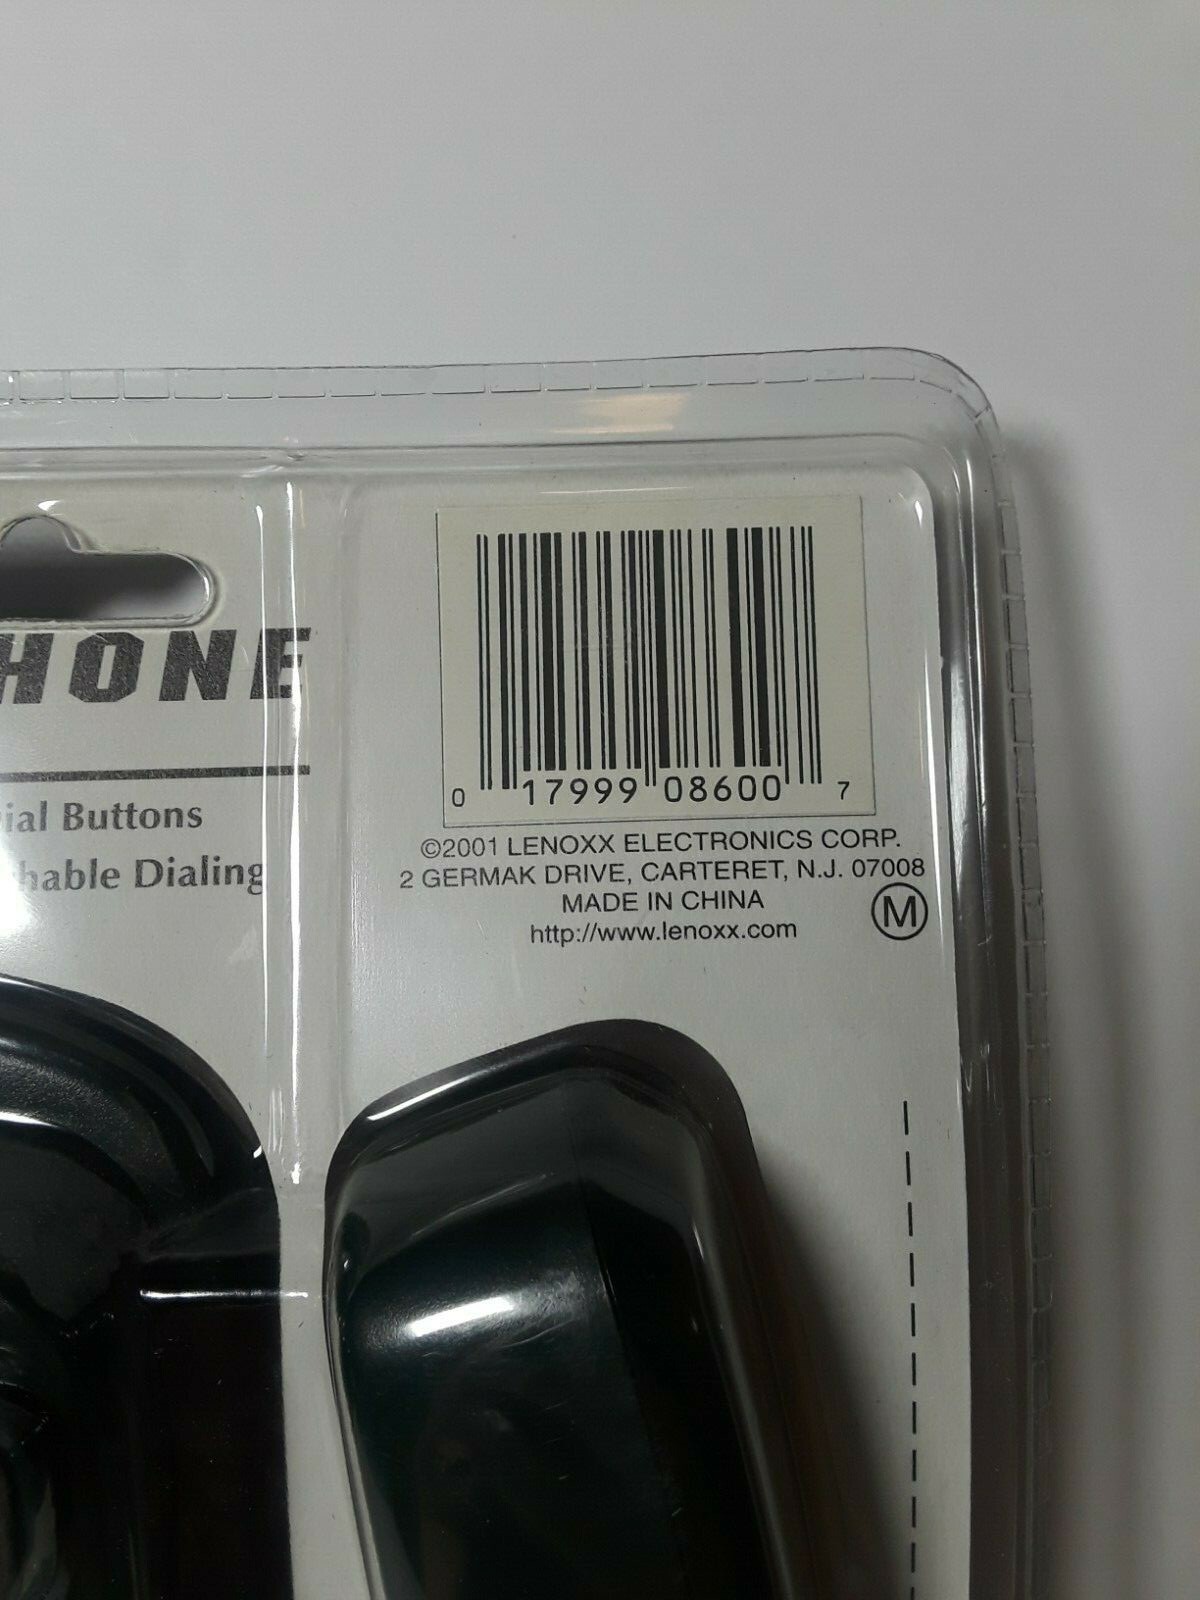 HONE
ial Buttons
hable Dialing
0 17999 08600 7
©2001 LENOXX ELECTRONICS CORP.
2 GERMAK DRIVE, CARTERET, N.J. 07008
MADE IN CHINA
http://www.lenoxx.com
M